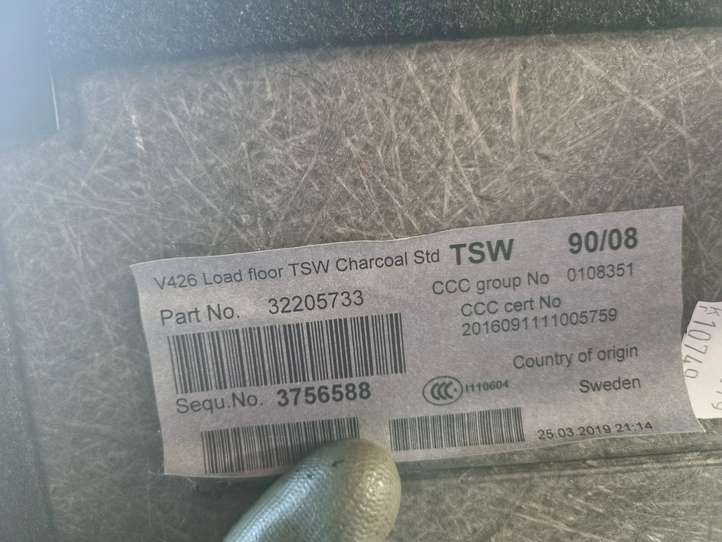 V426 Load floor TSW Charcoal Std TSW 90/08
Part No. 32205733
CCC group No 0108351
CCC cert No
2016091111005759
Sequ.No. 3756588
CCC I110604
Country of origin
Sweden
25.03.2019 21:14